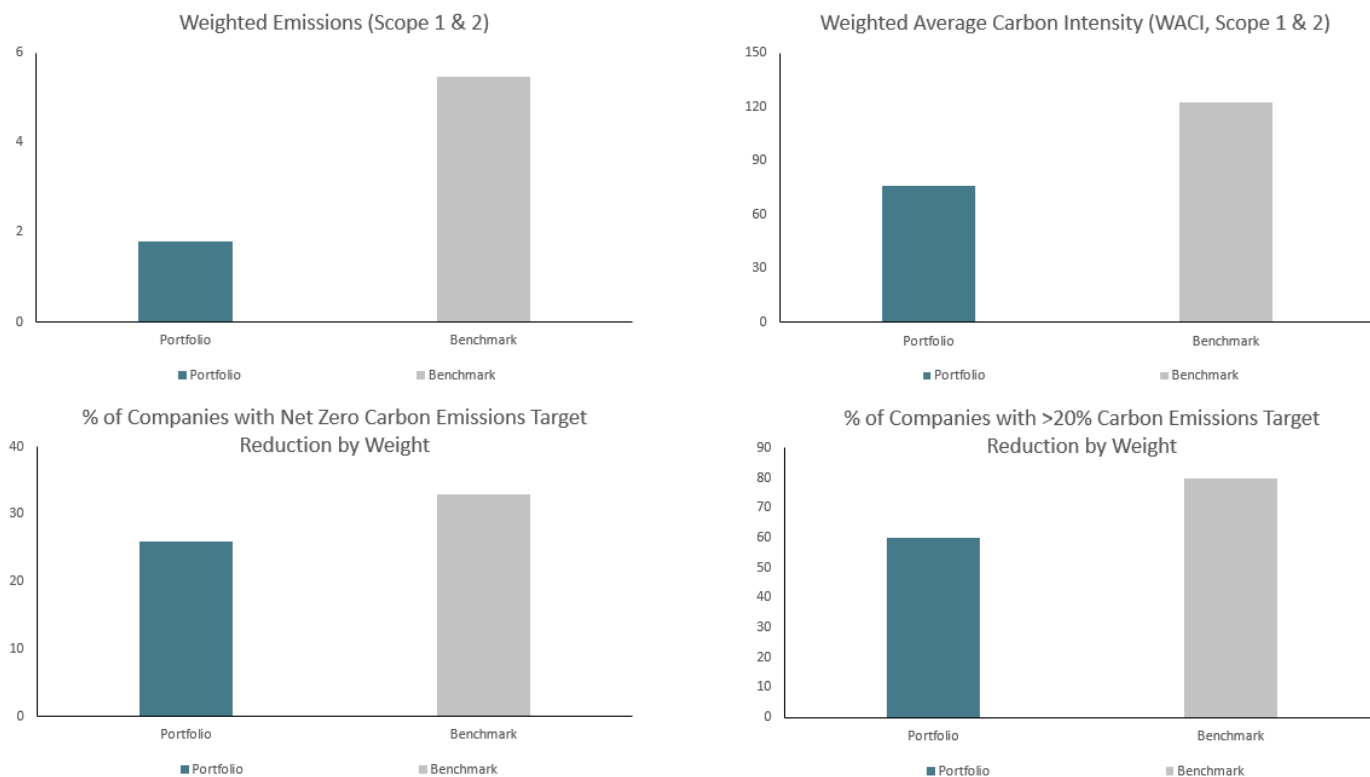 Weighted Emissions (Scope 1 & 2)
6
4
2
0
Portfolio
Benchmark
Portfolio
Benchmark
Weighted Average Carbon Intensity (WACI, Scope 1 & 2)
150
120
90
60
30
0
Portfolio
Benchmark
Portfolio
Benchmark
% of Companies with Net Zero Carbon Emissions Target
Reduction by Weight
40
30
20
10
0
Portfolio
Benchmark
Portfolio
Benchmark
% of Companies with >20% Carbon Emissions Target
Reduction by Weight
90
80
70
60
50
40
30
20
10
0
Portfolio
Benchmark
Portfolio
Benchmark